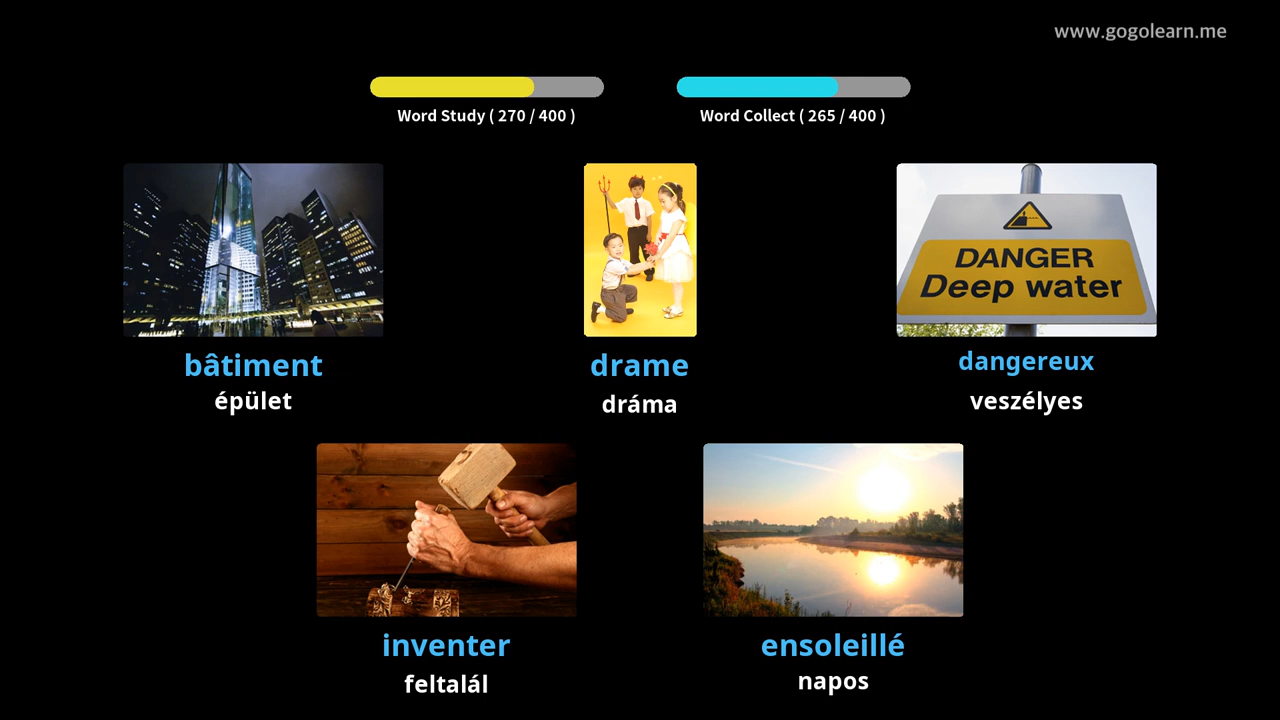 www.gogolearn.me
Word Study ( 270 / 400 )
Word Collect ( 265 / 400 )
DANGER
Deep water
bâtiment
épület
drame
dráma
dangereux
veszélyes
inventer
feltalál
ensoleillé
napos